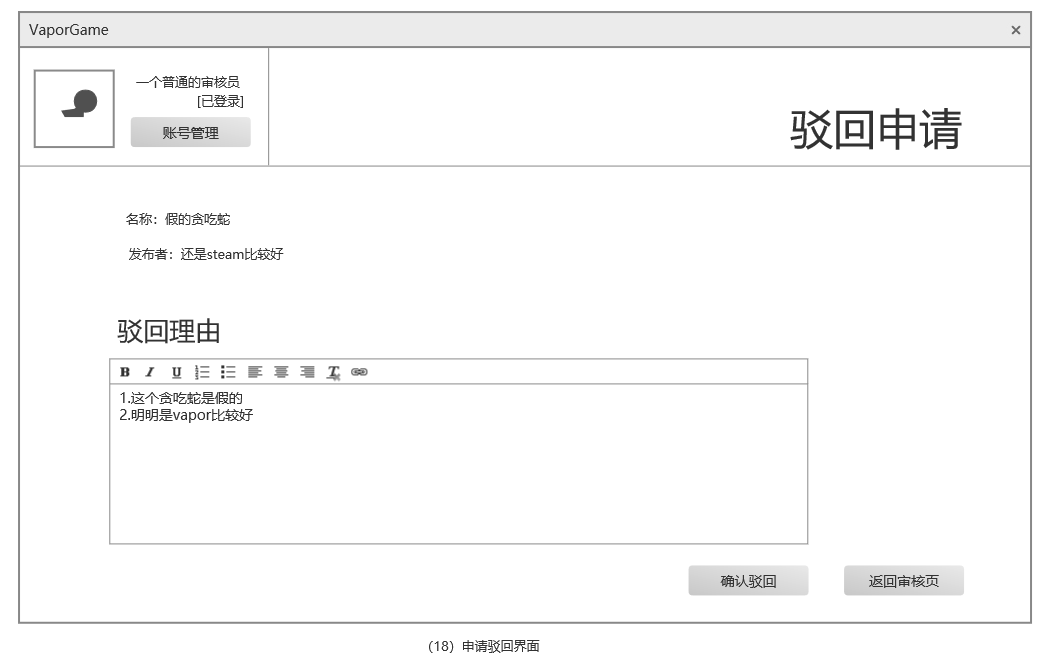 VaporGame
×
一个普通的审核员
[已登录]
账号管理
驳回申请
名称：假的贪吃蛇
发布者：还是steam比较好
驳回理由
B I U T
1.这个贪吃蛇是假的
2.明明是vapor比较好
确认驳回
返回审核页
（18）申请驳回界面